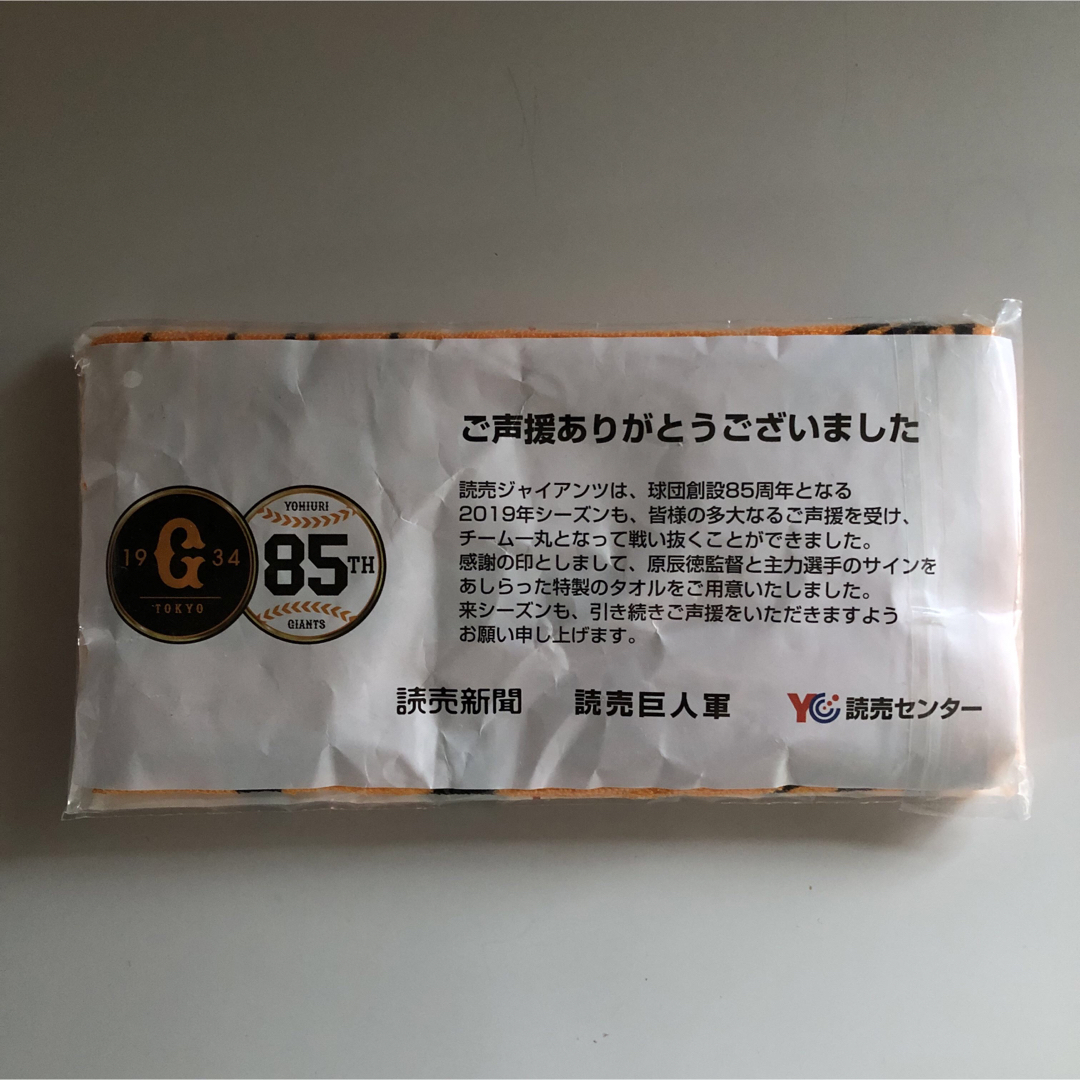 ご声援ありがとうございました
読売ジャイアンツは、球団創設85周年となる
2019年シーズンも、皆様の多大なるご声援を受け、
チーム一丸となって戦い抜くことができました。
感謝の印としまして、原辰徳監督と主力選手のサインを
あしらった特製のタオルをご用意いたしました。
来シーズンも、引き続きご声援をいただきますよう
お願い申し上げます。
19 G 34
TOKYO
YOMIURI
85TH
GIANTS
読売新聞 読売巨人軍 YC 読売センター